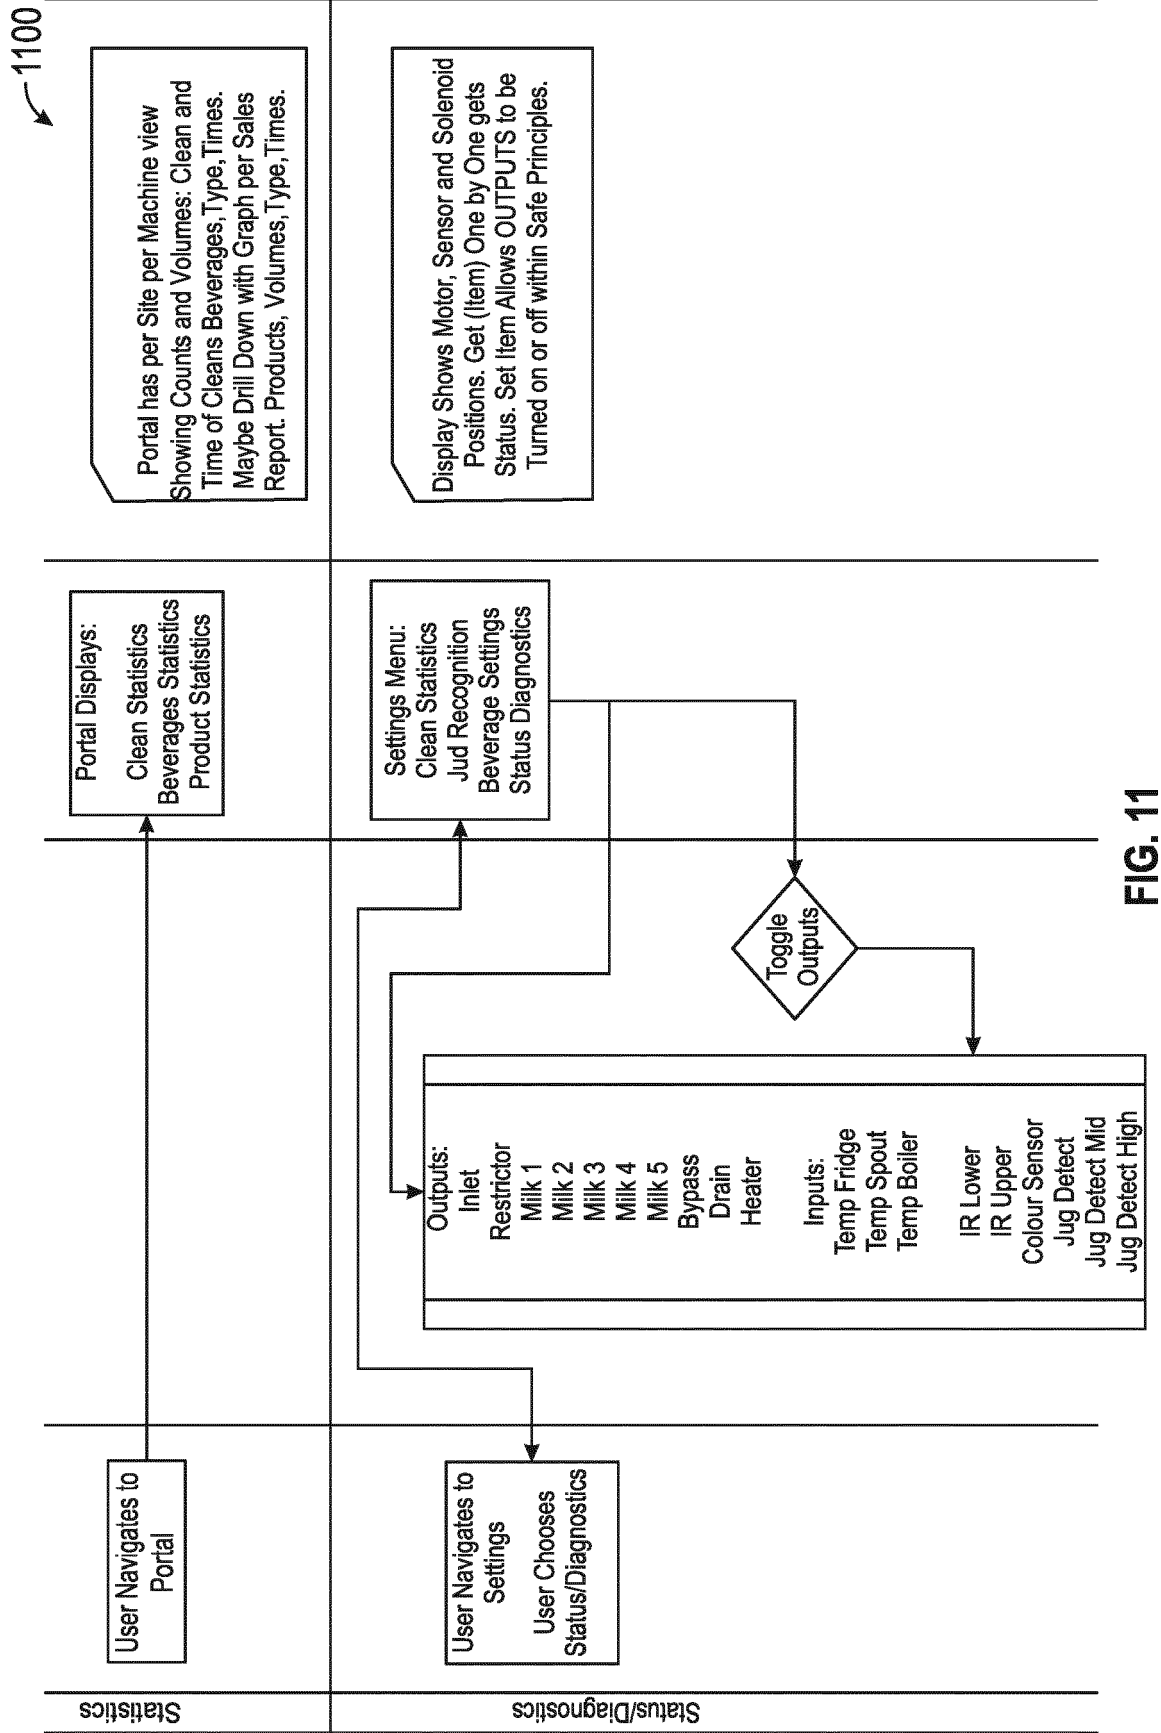 1100
Statistics
User Navigates to
Portal
Portal Displays:
Clean Statistics
Beverages Statistics
Product Statistics
Portal has per Site per Machine view
Showing Counts and Volumes: Clean and
Time of Cleans Beverages,Type,Times.
Maybe Drill Down with Graph per Sales
Report. Products, Volumes,Type,Times.
Status/Diagnostics
User Navigates to
Settings
User Chooses
Status/Diagnostics
Outputs:
Inlet
Restrictor
Milk 1
Milk 2
Milk 3
Milk 4
Milk 5
Bypass
Drain
Heater
Inputs:
Temp Fridge
Temp Spout
Temp Boiler
IR Lower
IR Upper
Colour Sensor
Jug Detect
Jug Detect Mid
Jug Detect High
Toggle
Outputs
Settings Menu:
Clean Statistics
Jud Recognition
Beverage Settings
Status Diagnostics
Display Shows Motor, Sensor and Solenoid
Positions. Get (Item) One by One gets
Status. Set Item Allows OUTPUTS to be
Turned on or off within Safe Principles.
FIG. 11